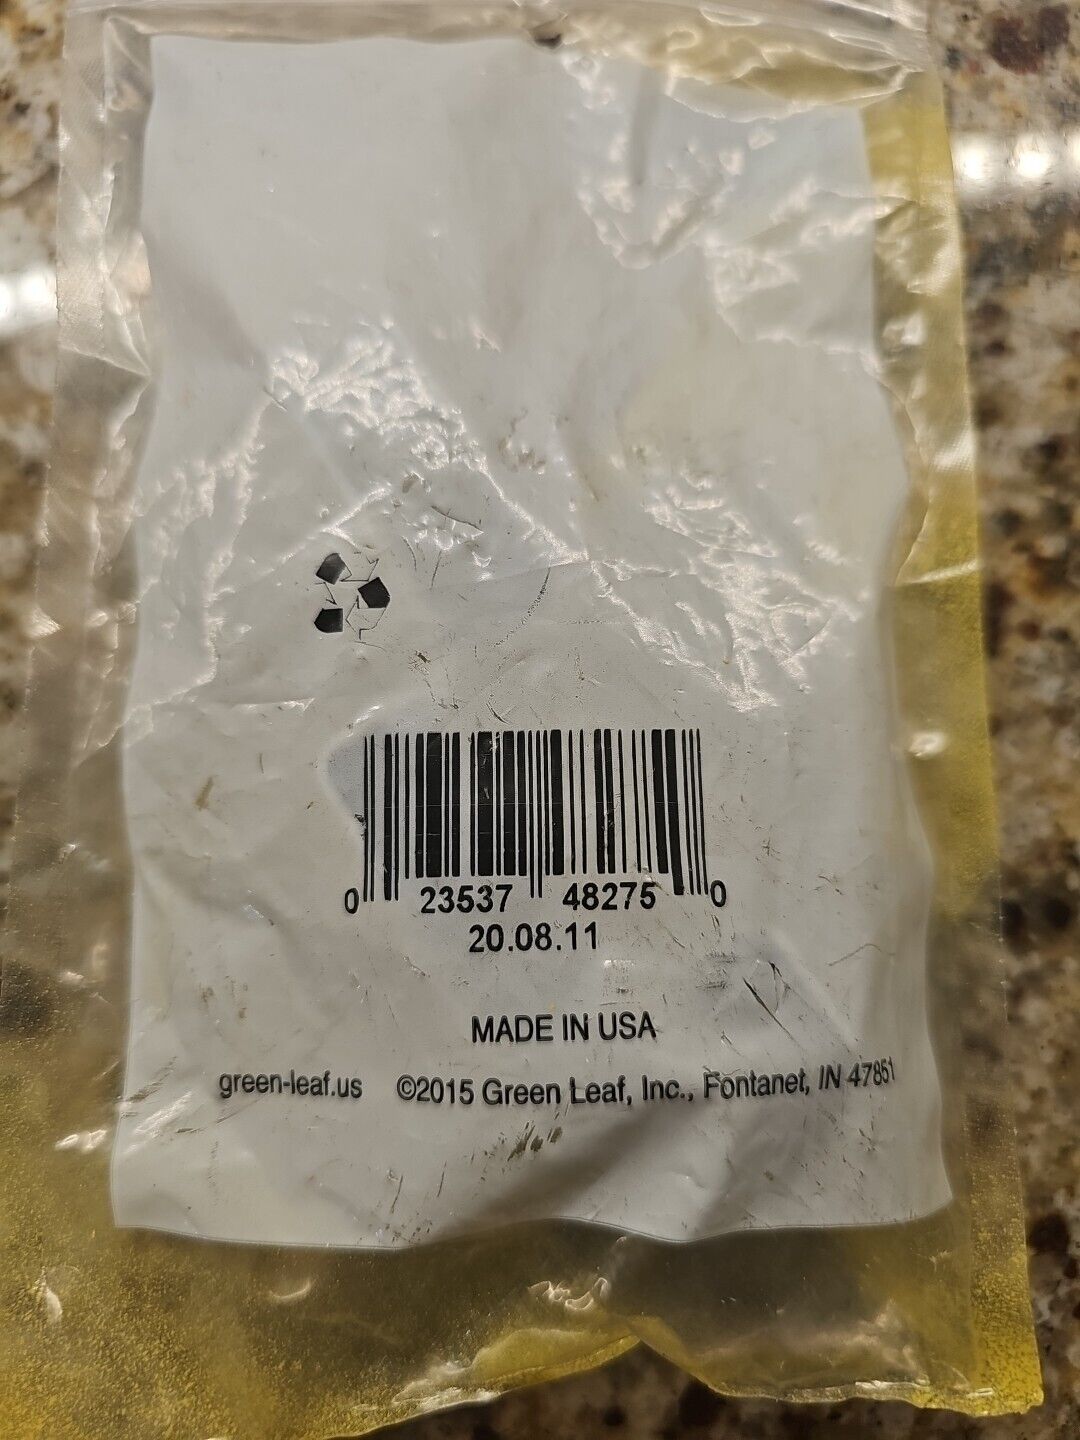 0 23537 48275 0
20.08.11
MADE IN USA
green-leaf.us ©2015 Green Leaf, Inc., Fontanet, IN 47851